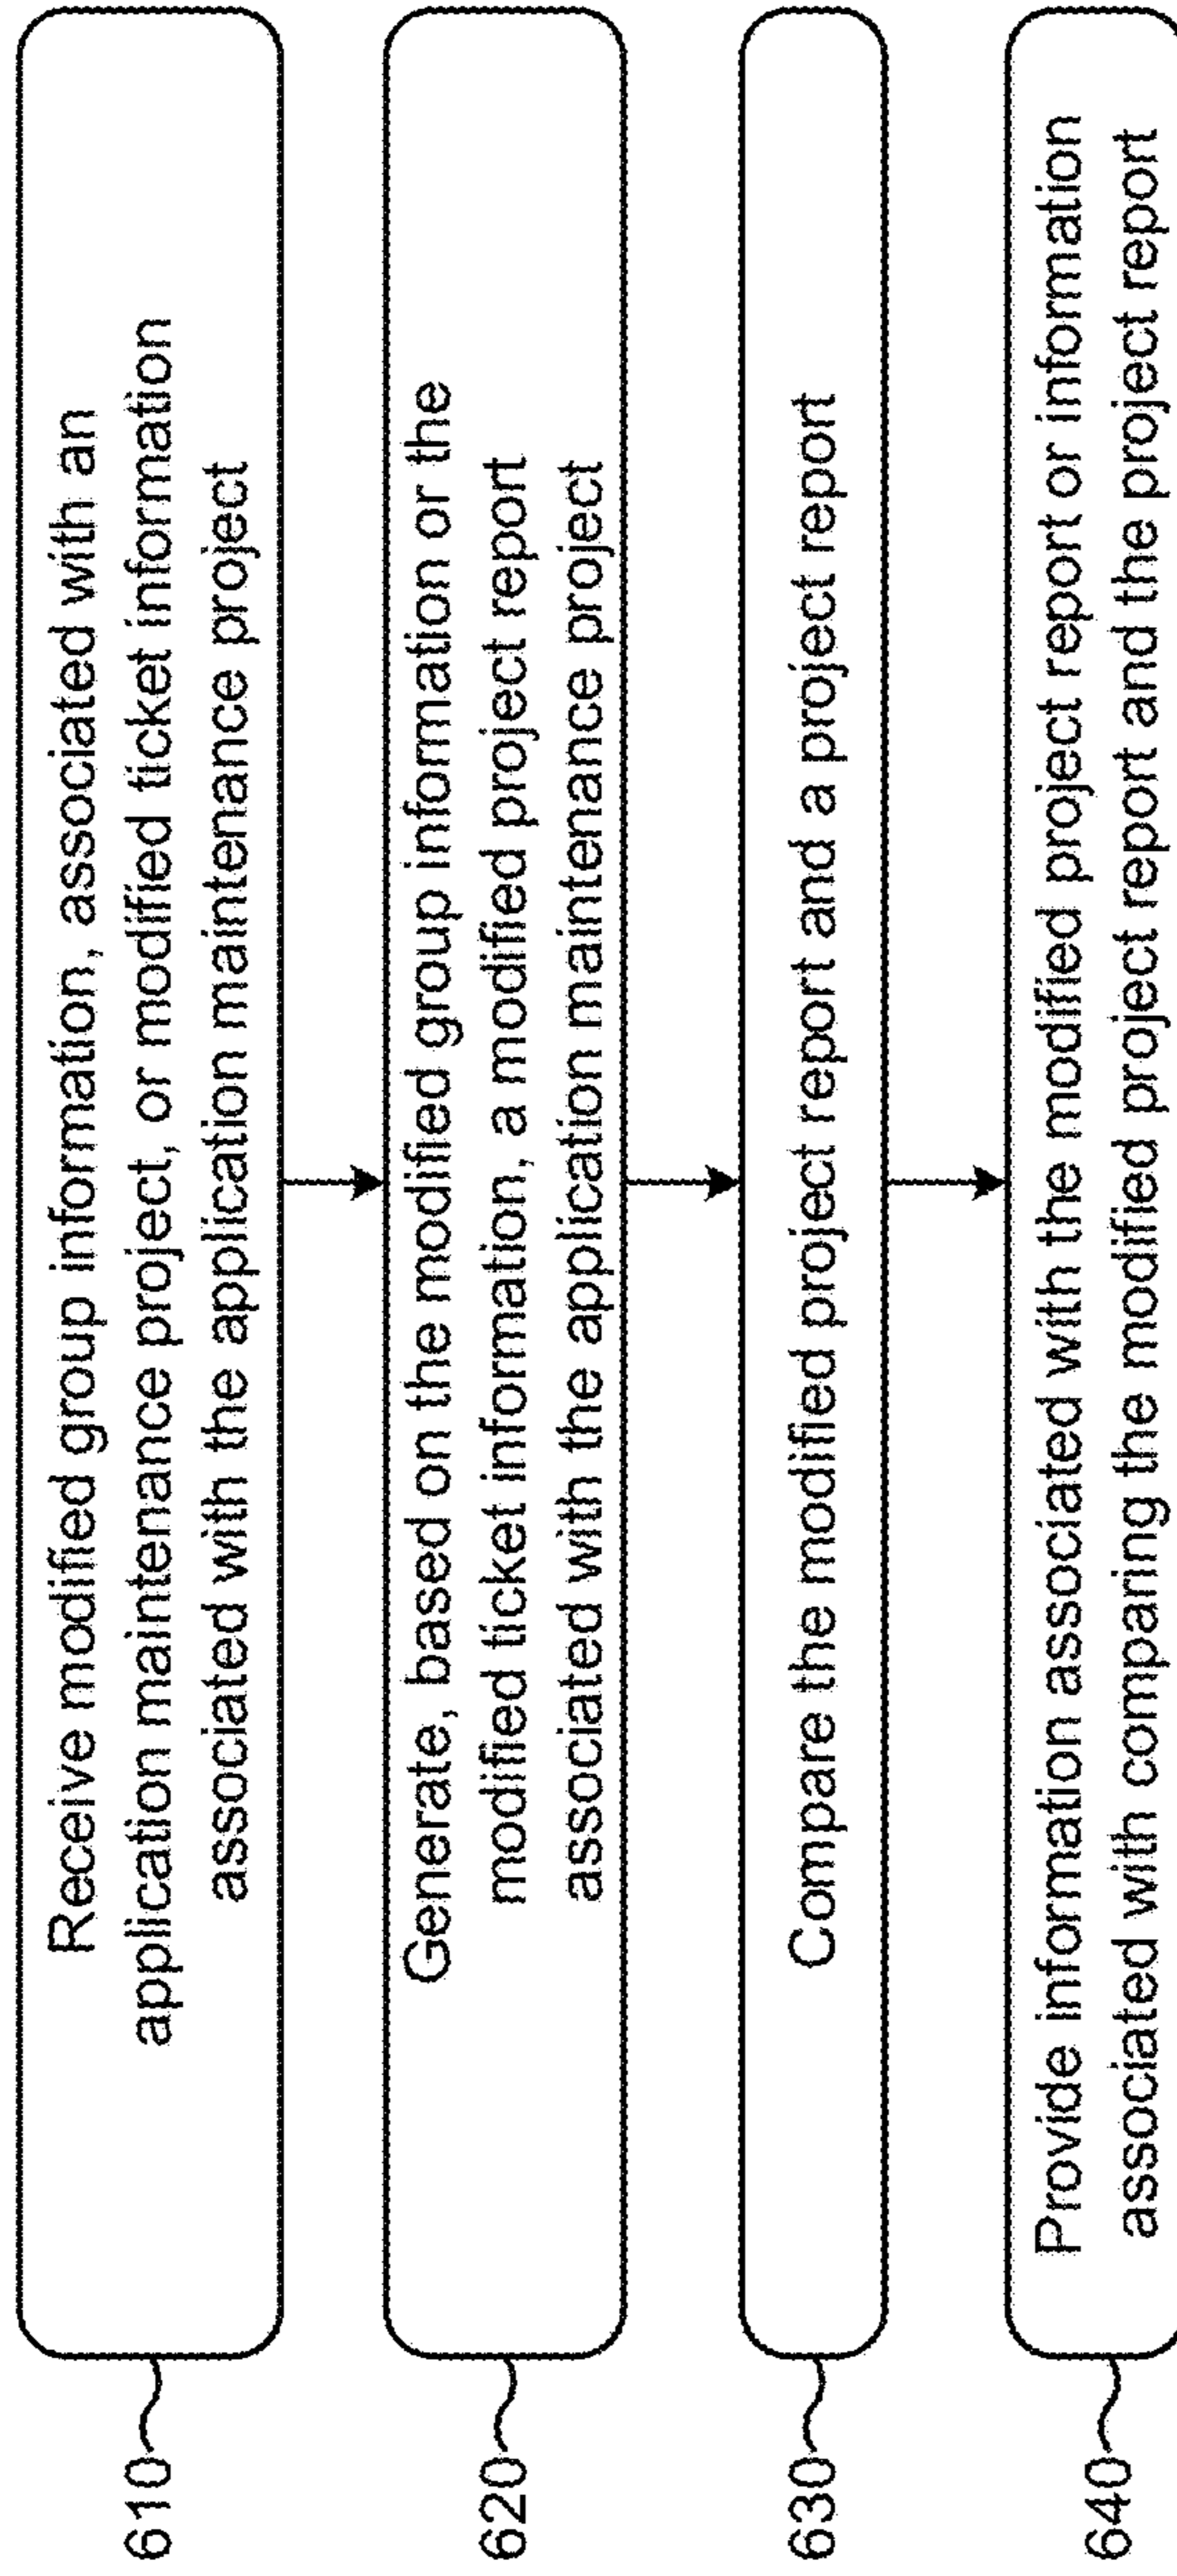 610
Receive modified group information, associated with an
application maintenance project, or modified ticket information
associated with the application maintenance project
620
Generate, based on the modified group information or the
modified ticket information, a modified project report
associated with the application maintenance project
630
Compare the modified project report and a project report
640
Provide information associated with the modified project report or information
associated with comparing the modified project report and the project report